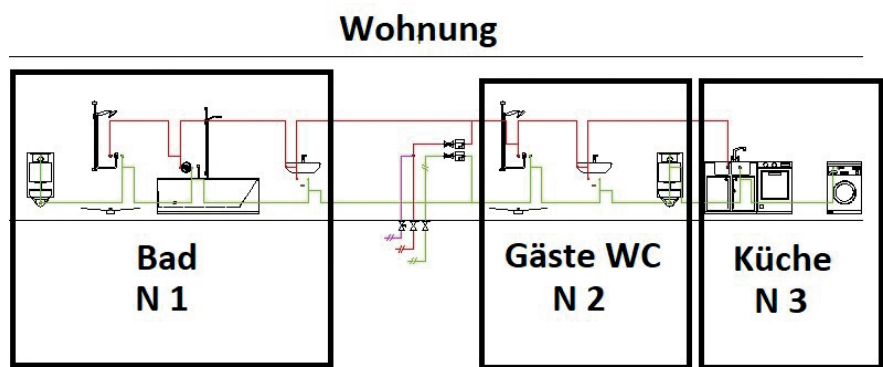 Wohnung
Bad
N 1
Gäste WC
N 2
Küche
N 3